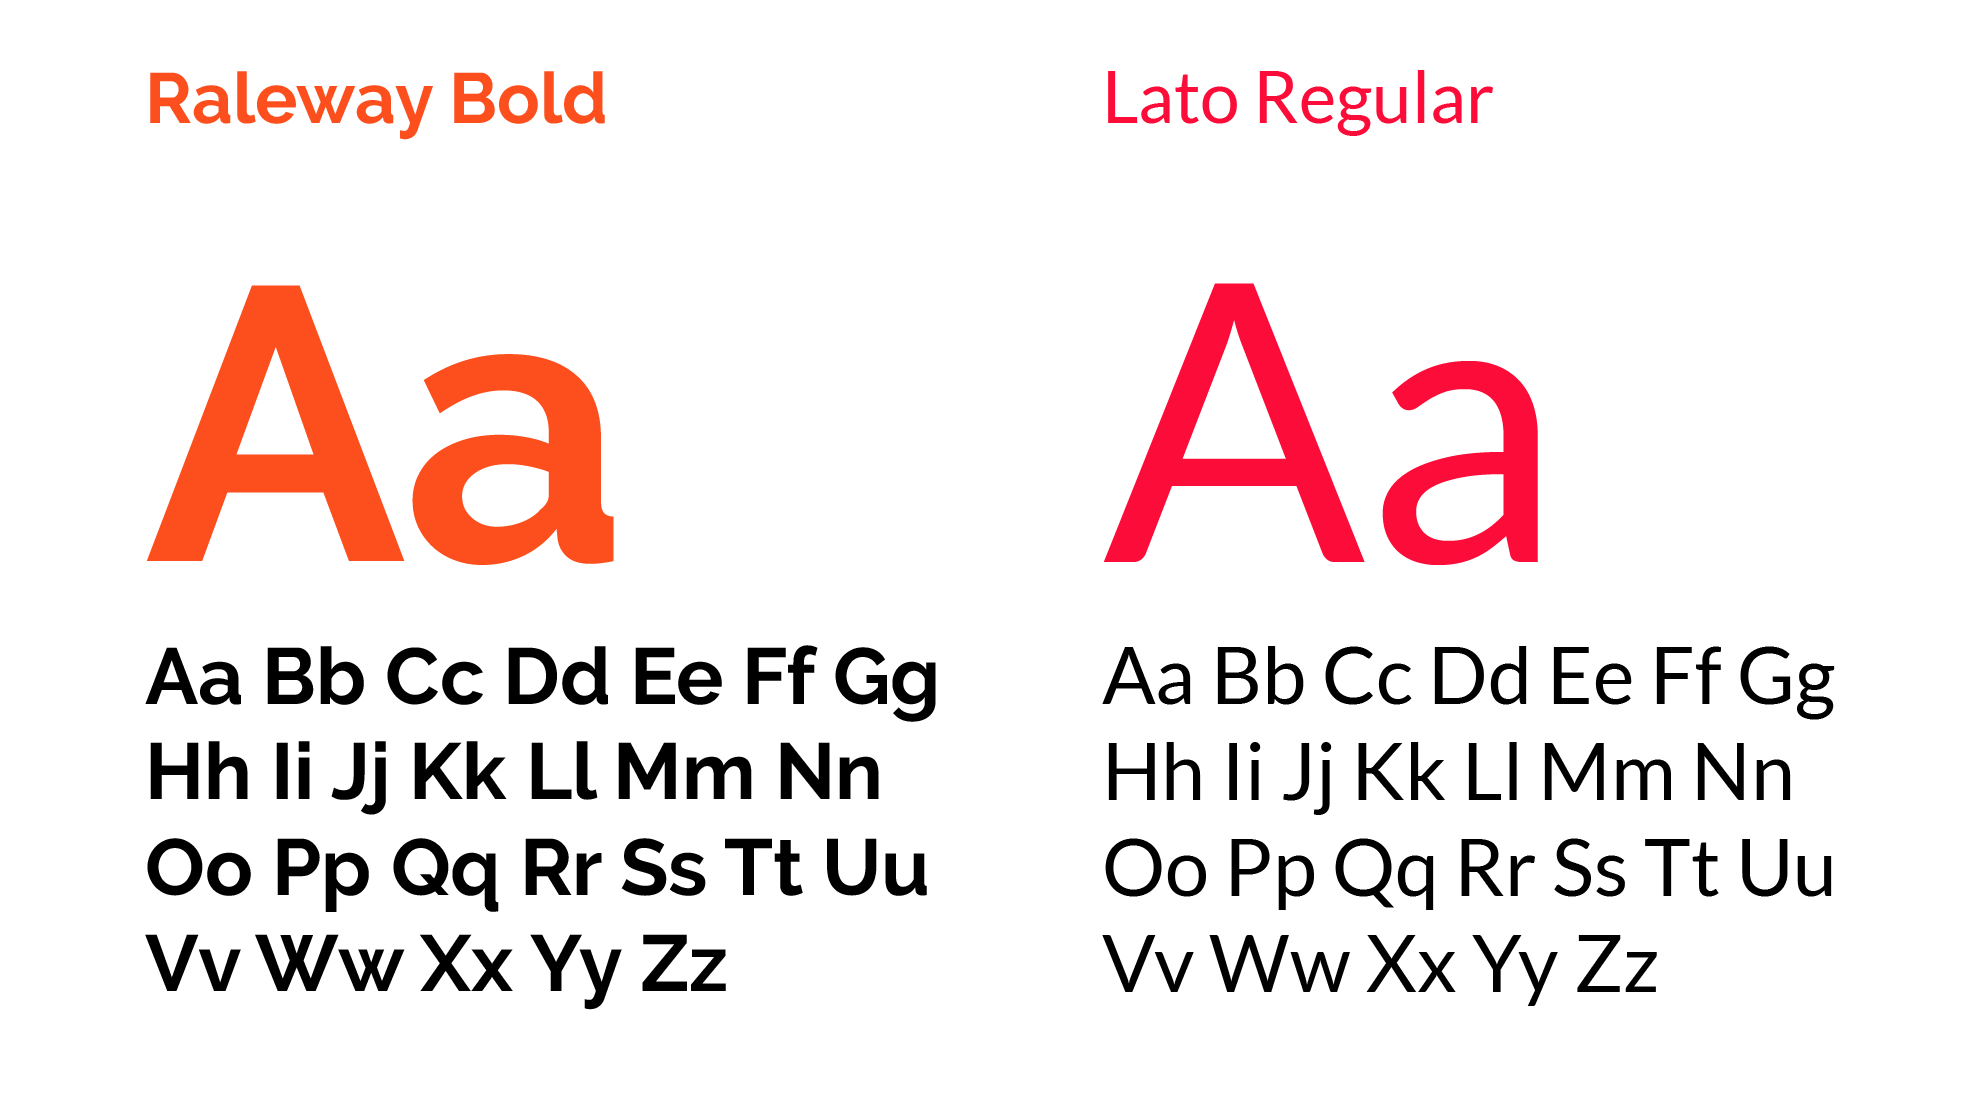 Raleway Bold
Aa
Aa Bb Cc Dd Ee Ff Gg
Hh Ii Jj Kk Ll Mm Nn
Oo Pp Qq Rr Ss Tt Uu
Vv Ww Xx Yy Zz
Lato Regular
Aa
Aa Bb Cc Dd Ee Ff Gg
Hh Ii Jj Kk Ll Mm Nn
Oo Pp Qq Rr Ss Tt Uu
Vv Ww Xx Yy Zz